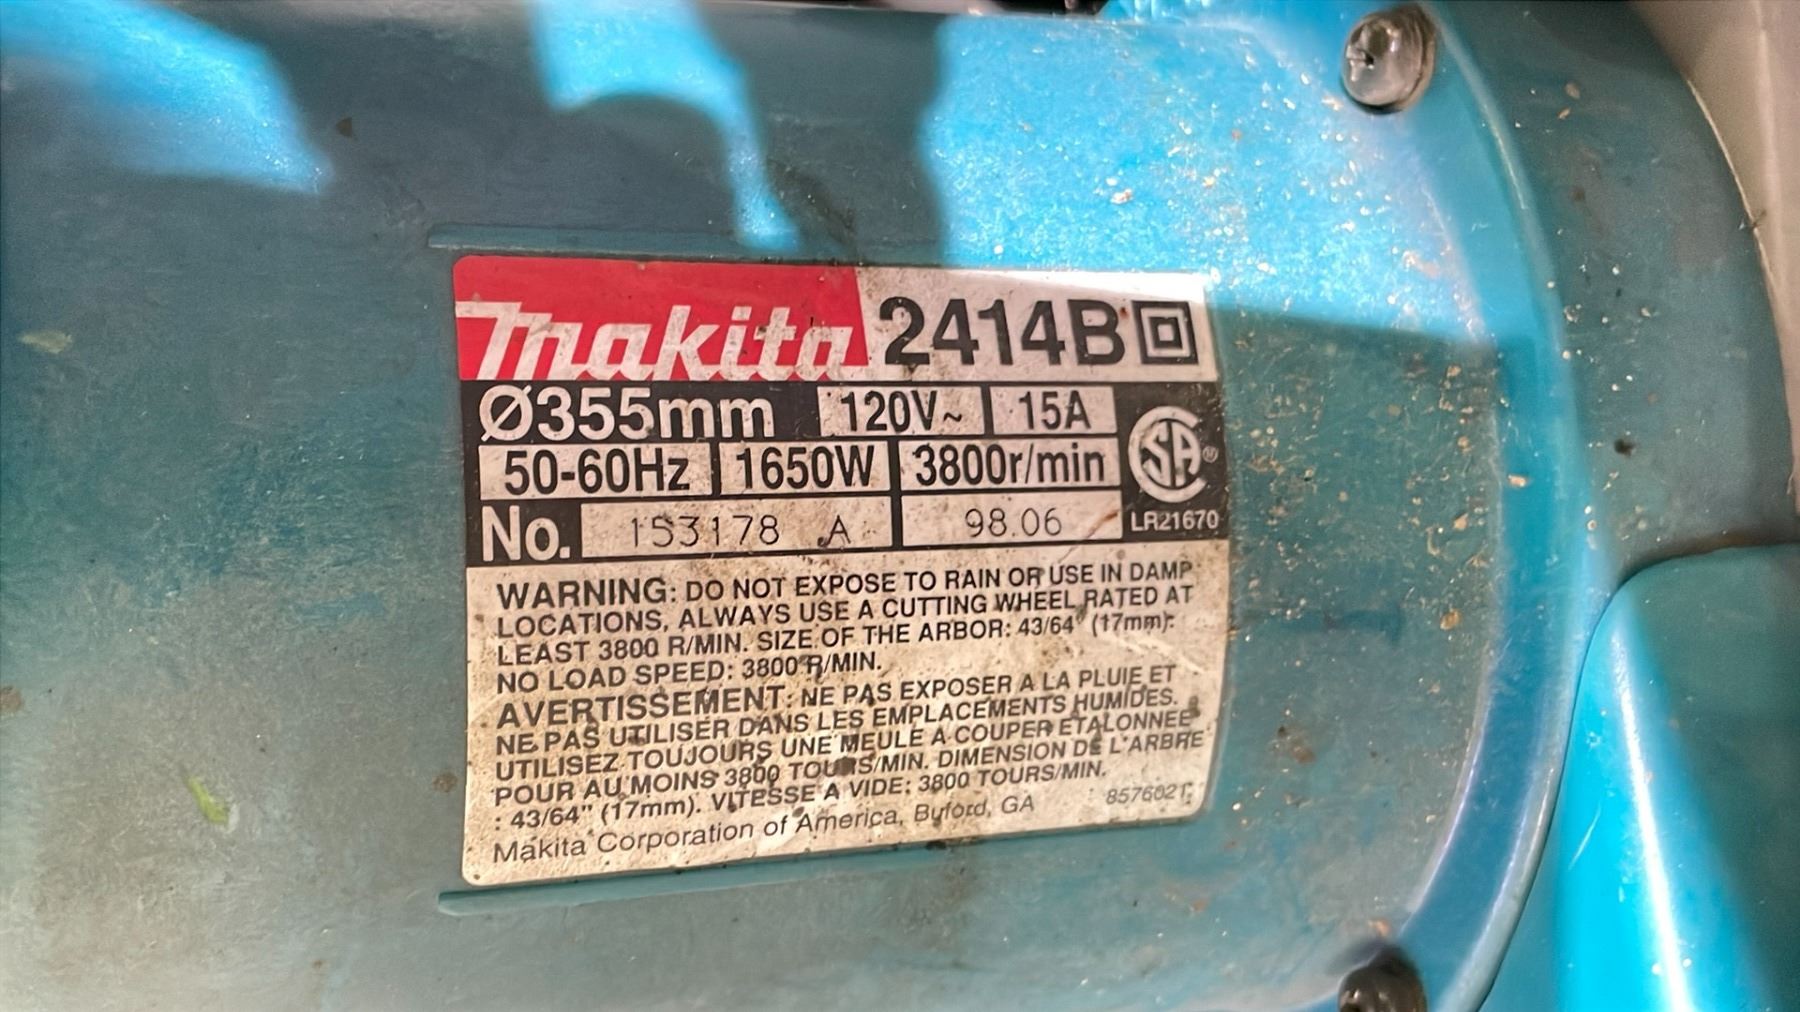 makita 2414B
Ø355mm 120V~ 15A
50-60Hz 1650W 3800r/min
SA ®
No. 153178 A 98.06 LR21670
WARNING: DO NOT EXPOSE TO RAIN OR USE IN DAMP
LOCATIONS, ALWAYS USE A CUTTING WHEEL RATED AT
LEAST 3800 R/MIN. SIZE OF THE ARBOR: 43/64" (17mm).
NO LOAD SPEED: 3800 R/MIN.
AVERTISSEMENT: NE PAS EXPOSER A LA PLUIE ET
NE PAS UTILISER DANS LES EMPLACEMENTS HUMIDES.
UTILISEZ TOUJOURS UNE MEULE A COUPER ETALONNEE
POUR AU MOINS 3800 TOURS/MIN. DIMENSION DE L'ARBRE
: 43/64" (17mm). VITESSE A VIDE: 3800 TOURS/MIN.
Makita Corporation of America, Buford, GA